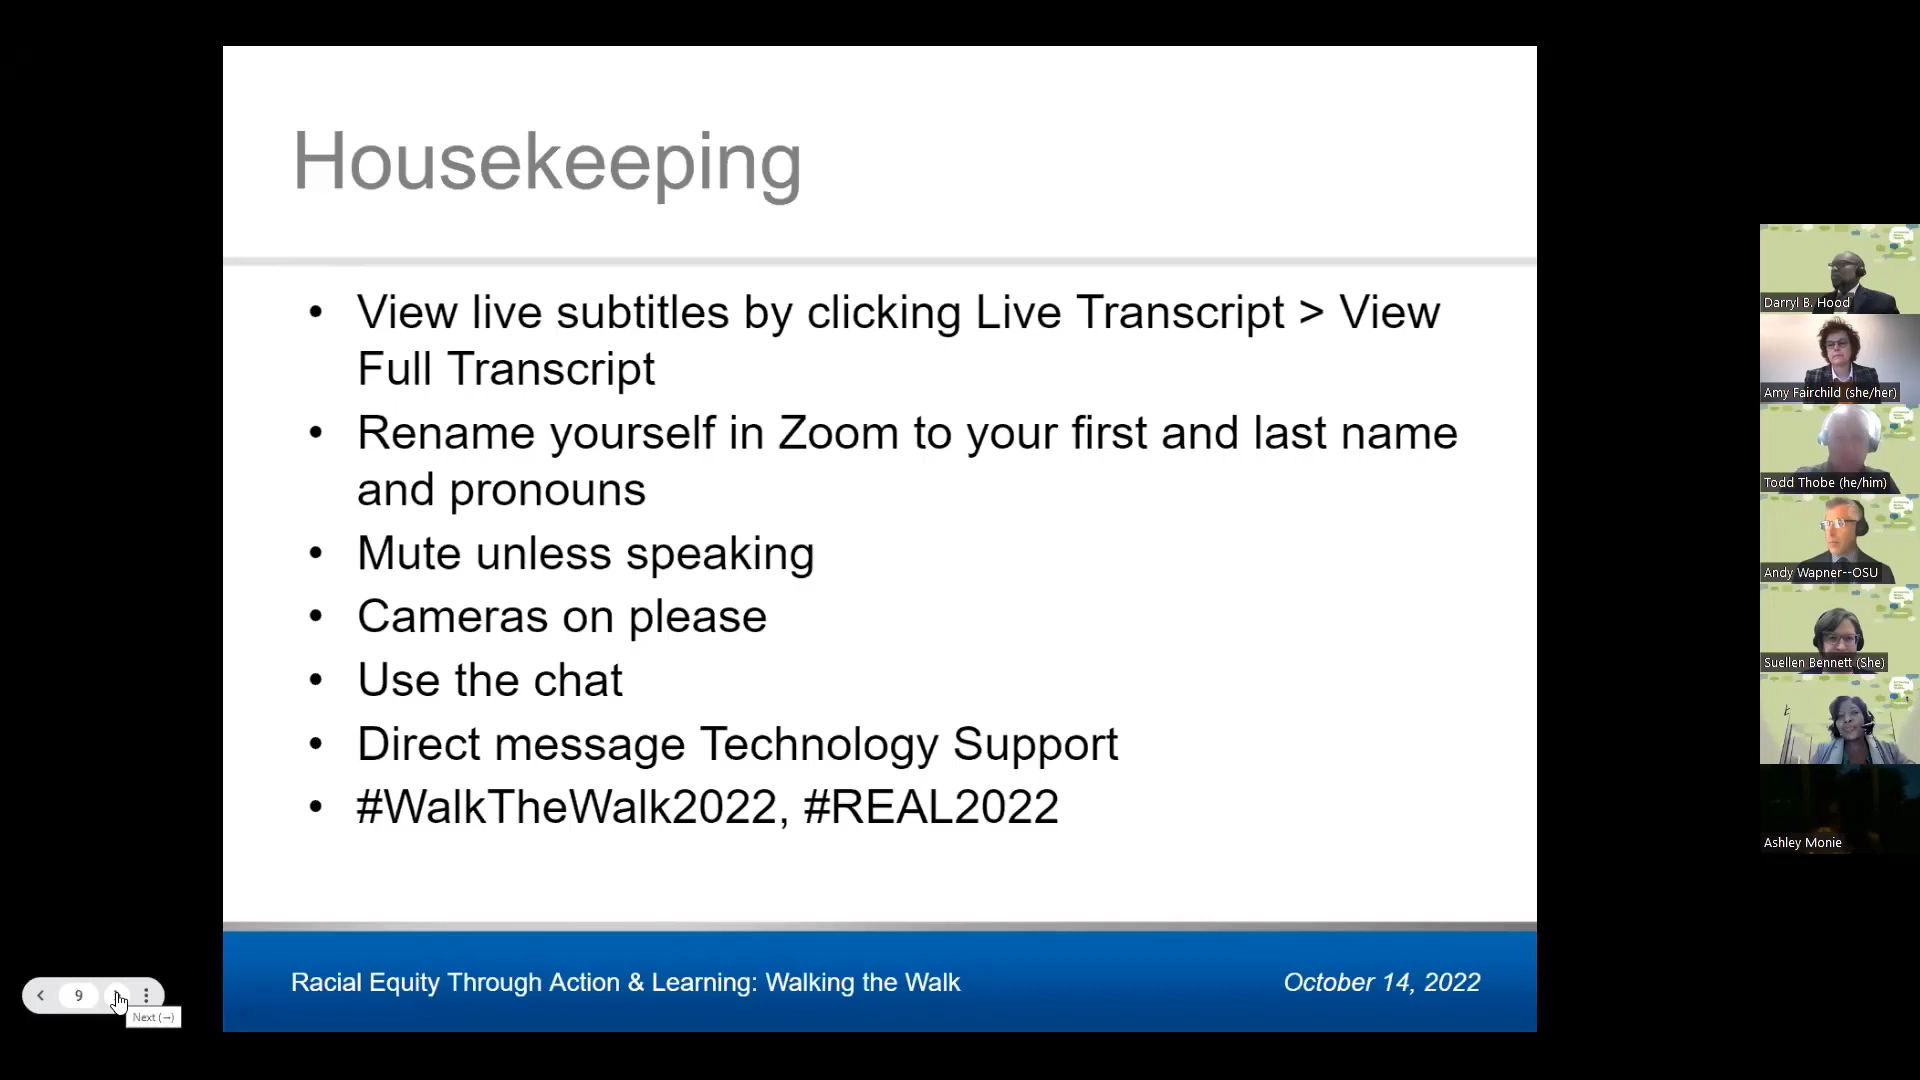 Housekeeping
• View live subtitles by clicking Live Transcript > View
Full Transcript
• Rename yourself in Zoom to your first and last name
and pronouns
• Mute unless speaking
• Cameras on please
• Use the chat
• Direct message Technology Support
• #WalkTheWalk2022, #REAL2022
Racial Equity Through Action & Learning: Walking the Walk
October 14, 2022
9
Next (→)
Darryl B. Hood
Amy Fairchild (she/her)
Todd Thobe (he/him)
Andy Wapner--OSU
Suellen Bennett (She)
Ashley Monie